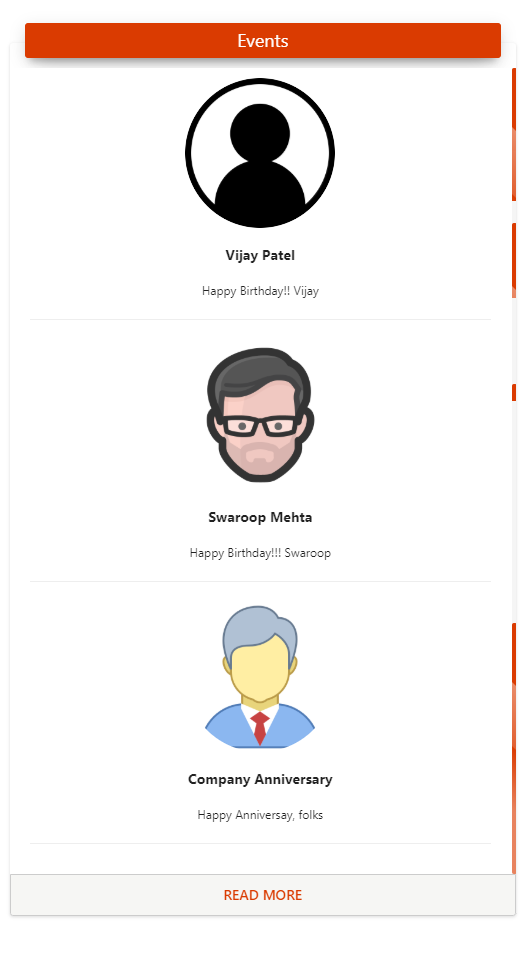 Events
Vijay Patel
Happy Birthday!! Vijay
Swaroop Mehta
Happy Birthday!!! Swaroop
Company Anniversary
Happy Anniversay, folks
READ MORE